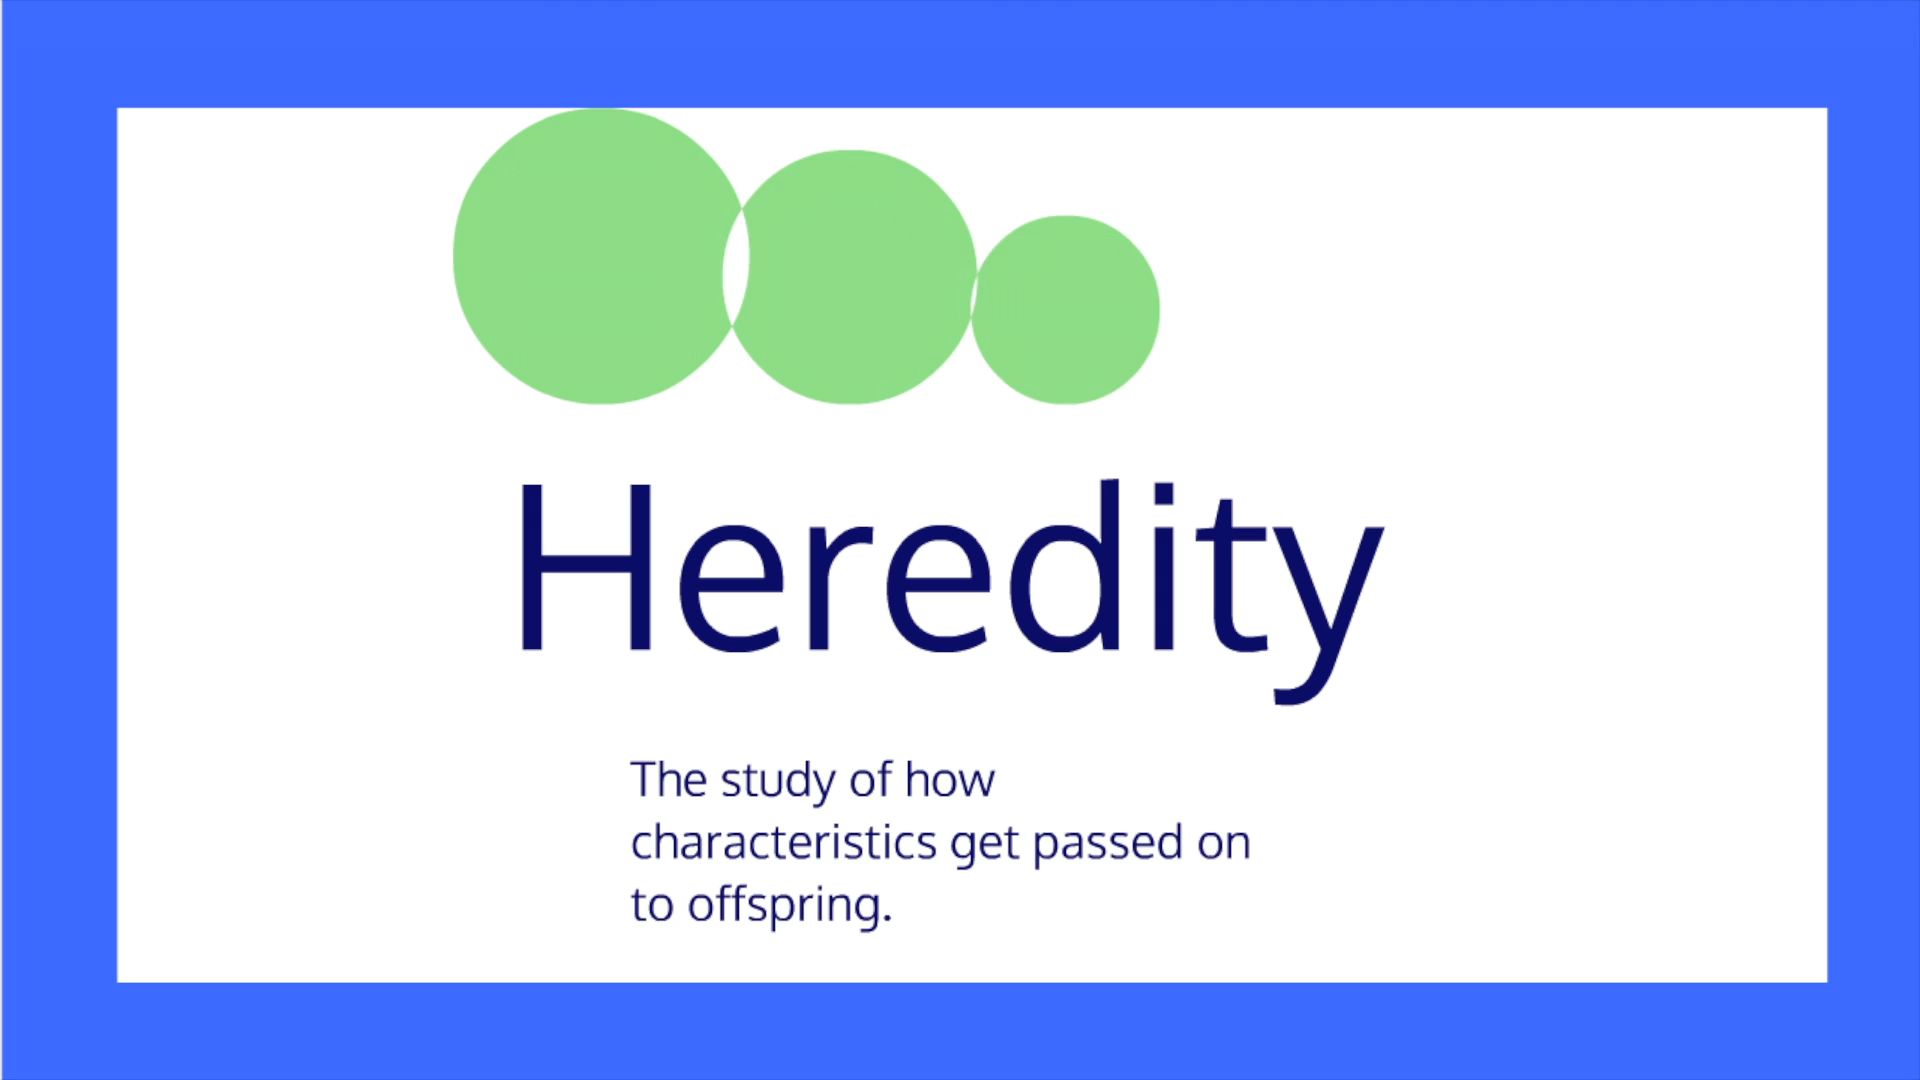 Heredity
The study of how
characteristics get passed on
to offspring.